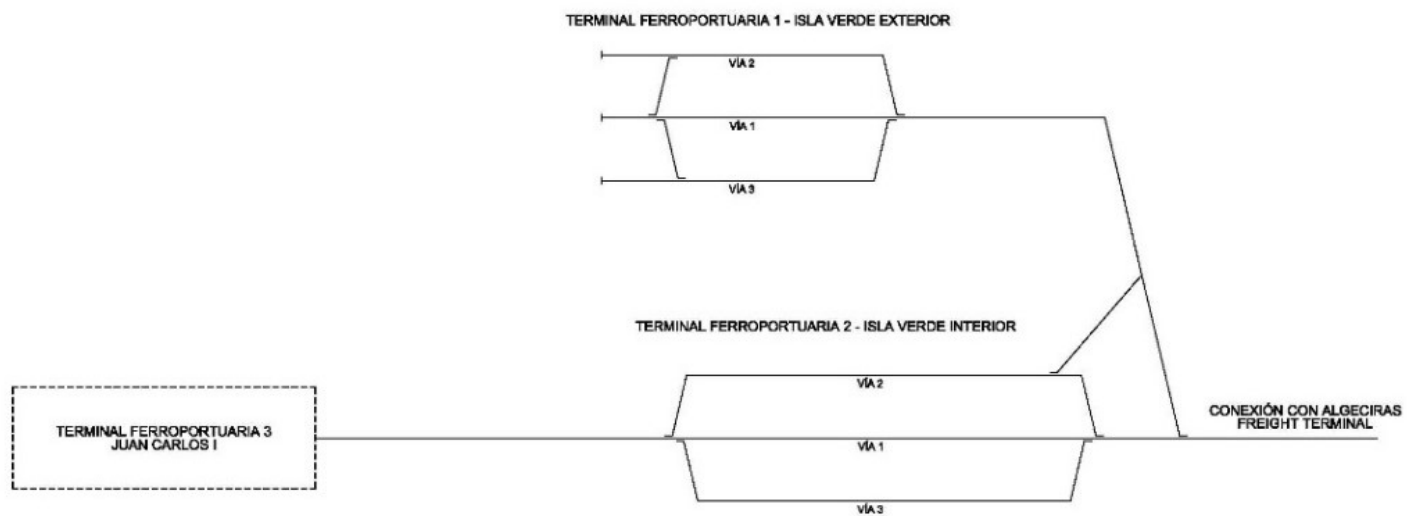 TERMINAL FERROPORTUARIA 1 - ISLA VERDE EXTERIOR
VÍA 2
VÍA 1
VÍA 3
TERMINAL FERROPORTUARIA 2 - ISLA VERDE INTERIOR
VÍA 2
CONEXIÓN CON ALGECIRAS
FREIGHT TERMINAL
TERMINAL FERROPORTUARIA 3
JUAN CARLOS I
VÍA 1
VÍA 3